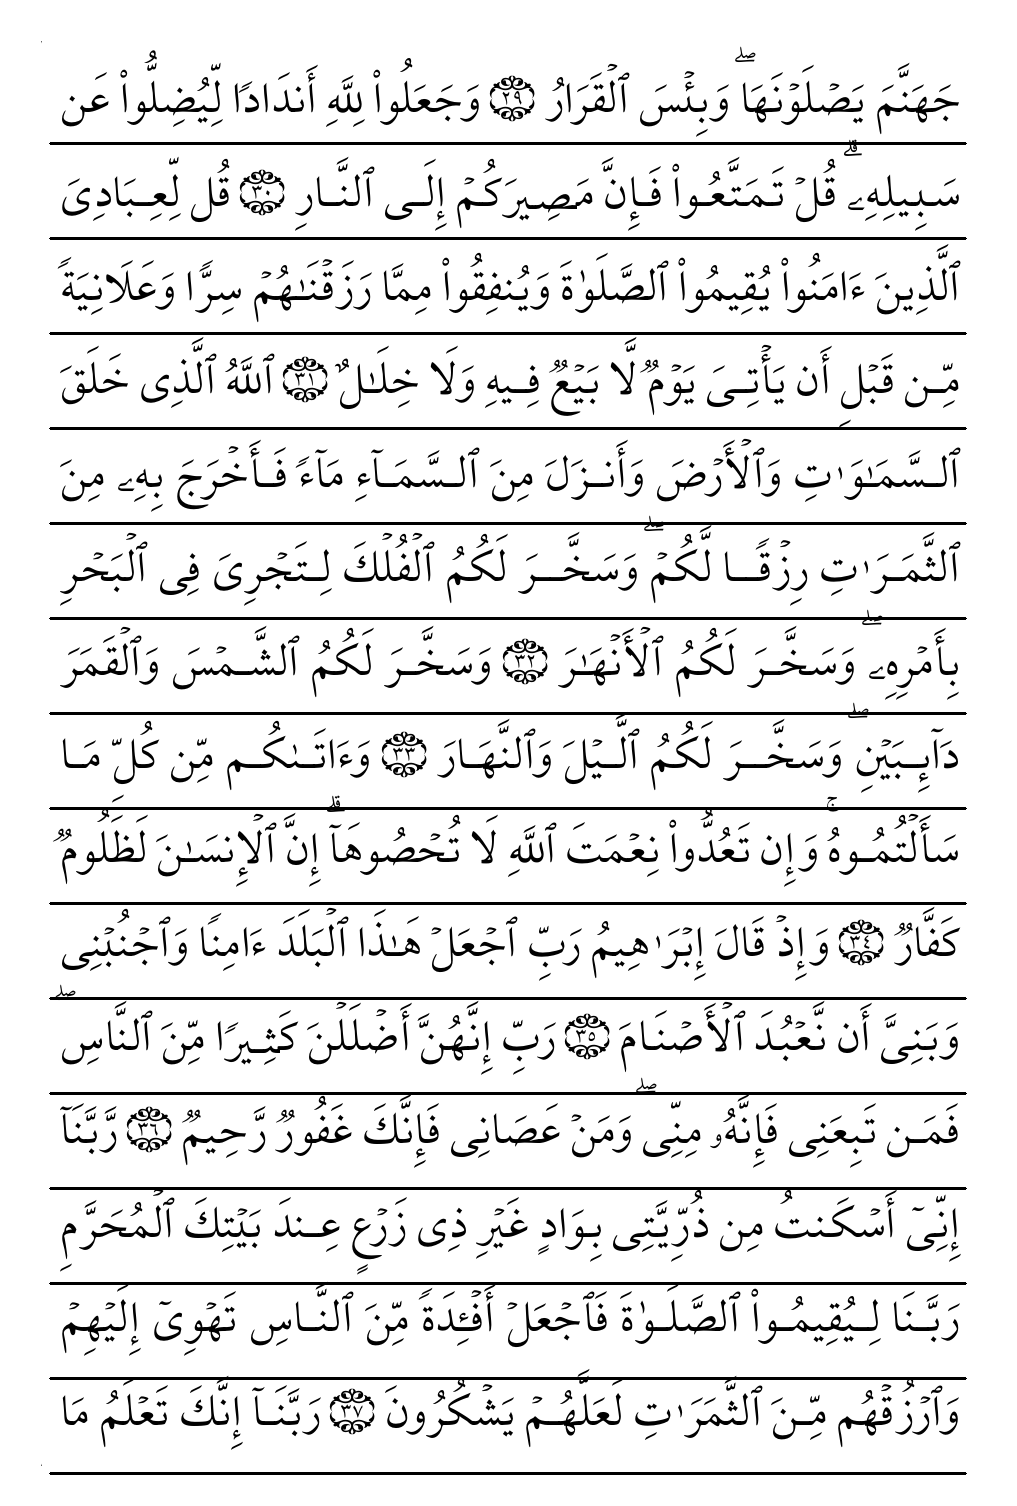 جَهَنَّمَ يَصْلَوْنَهَا ۖ وَبِئْسَ ٱلْقَرَارُ ٢٩ وَجَعَلُوا۟ لِلَّهِ أَندَادًا لِّيُضِلُّوا۟ عَن
سَبِيلِهِۦ ۗ قُلْ تَمَتَّعُوا۟ فَإِنَّ مَصِيرَكُمْ إِلَى ٱلنَّارِ ٣٠ قُل لِّعِبَادِىَ
ٱلَّذِينَ ءَامَنُوا۟ يُقِيمُوا۟ ٱلصَّلَوٰةَ وَيُنفِقُوا۟ مِمَّا رَزَقْنَـٰهُمْ سِرًّا وَعَلَانِيَةً
مِّن قَبْلِ أَن يَأْتِىَ يَوْمٌ لَّا بَيْعٌ فِيهِ وَلَا خِلَـٰلٌ ٣١ ٱللَّهُ ٱلَّذِى خَلَقَ
ٱلسَّمَـٰوَٰتِ وَٱلْأَرْضَ وَأَنزَلَ مِنَ ٱلسَّمَآءِ مَآءً فَأَخْرَجَ بِهِۦ مِنَ
ٱلثَّمَرَٰتِ رِزْقًا لَّكُمْ ۖ وَسَخَّرَ لَكُمُ ٱلْفُلْكَ لِتَجْرِىَ فِى ٱلْبَحْرِ
بِأَمْرِهِۦ ۖ وَسَخَّرَ لَكُمُ ٱلْأَنْهَـٰرَ ٣٢ وَسَخَّرَ لَكُمُ ٱلشَّمْسَ وَٱلْقَمَرَ
دَآئِبَيْنِ ۖ وَسَخَّرَ لَكُمُ ٱلَّيْلَ وَٱلنَّهَارَ ٣٣ وَءَاتَىٰكُم مِّن كُلِّ مَا
سَأَلْتُمُوهُ ۚ وَإِن تَعُدُّوا۟ نِعْمَتَ ٱللَّهِ لَا تُحْصُوهَآ ۗ إِنَّ ٱلْإِنسَـٰنَ لَظَلُومٌ
كَفَّارٌ ٣٤ وَإِذْ قَالَ إِبْرَٰهِيمُ رَبِّ ٱجْعَلْ هَـٰذَا ٱلْبَلَدَ ءَامِنًا وَٱجْنُبْنِى
وَبَنِىَّ أَن نَّعْبُدَ ٱلْأَصْنَامَ ٣٥ رَبِّ إِنَّهُنَّ أَضْلَلْنَ كَثِيرًا مِّنَ ٱلنَّاسِ ۖ
فَمَن تَبِعَنِى فَإِنَّهُۥ مِنِّى ۖ وَمَنْ عَصَانِى فَإِنَّكَ غَفُورٌ رَّحِيمٌ ٣٦ رَّبَّنَآ
إِنِّىٓ أَسْكَنتُ مِن ذُرِّيَّتِى بِوَادٍ غَيْرِ ذِى زَرْعٍ عِندَ بَيْتِكَ ٱلْمُحَرَّمِ
رَبَّنَا لِيُقِيمُوا۟ ٱلصَّلَوٰةَ فَٱجْعَلْ أَفْـِٔدَةً مِّنَ ٱلنَّاسِ تَهْوِىٓ إِلَيْهِمْ
وَٱرْزُقْهُم مِّنَ ٱلثَّمَرَٰتِ لَعَلَّهُمْ يَشْكُرُونَ ٣٧ رَبَّنَآ إِنَّكَ تَعْلَمُ مَا